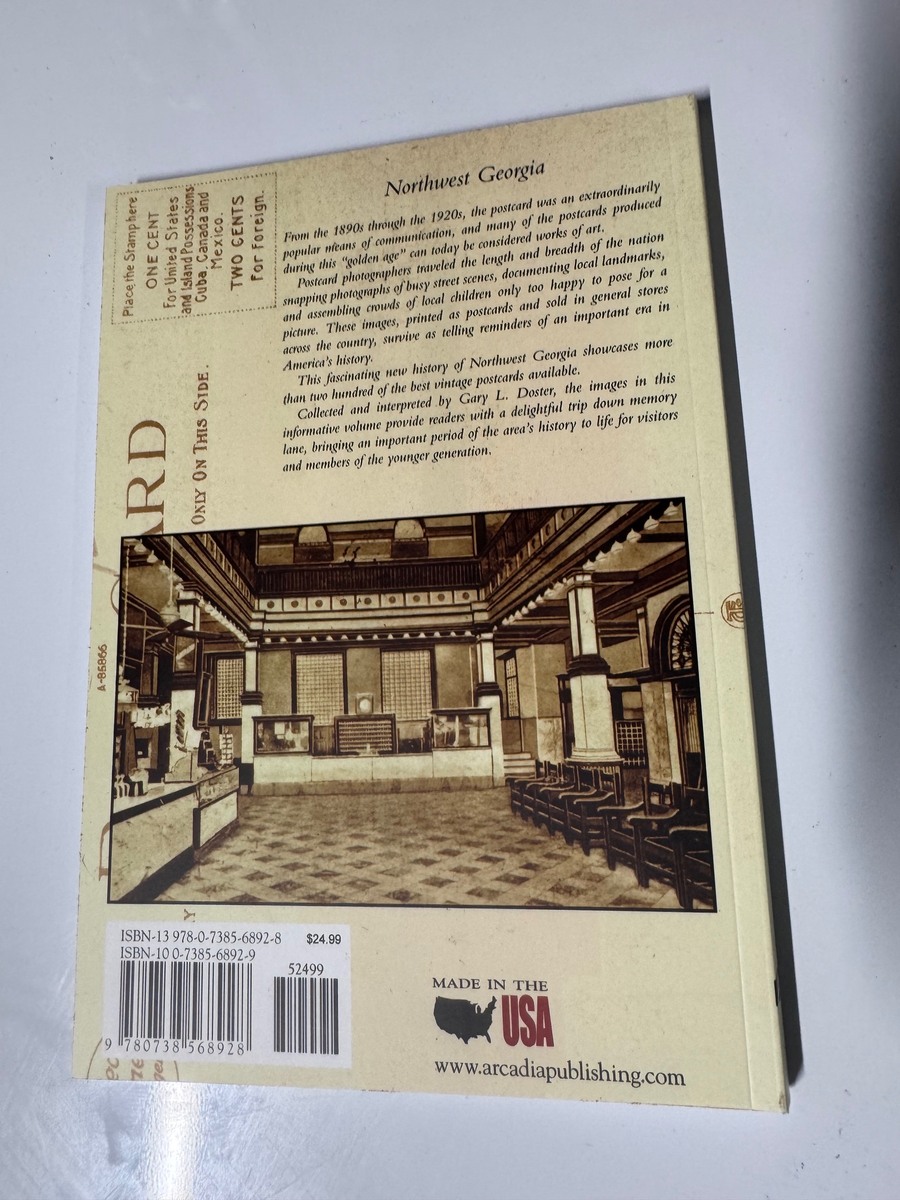 Northwest Georgia
From the 1890s through the 1920s, the postcard was an extraordinarily
popular means of communication, and many of the postcards produced
during this “golden age” can today be considered works of art.
Postcard photographers traveled the length and breadth of the nation
snapping photographs of busy street scenes, documenting local landmarks,
and assembling crowds of local children only too happy to pose for a
picture. These images, printed as postcards and sold in general stores
across the country, survive as telling reminders of an important era in
America's history.
This fascinating new history of Northwest Georgia showcases more
than two hundred of the best vintage postcards available.
Collected and interpreted by Gary L. Doster, the images in this
informative volume provide readers with a delightful trip down memory
lane, bringing an important period of the area's history to life for visitors
and members of the younger generation.
Place the Stamp here
ONE CENT
For United States
and Island Possessions,
Cuba, Canada and
Mexico.
TWO CENTS
For Foreign.
ARD
ONLY ON THIS SIDE.
A-85866
ISBN-13 978-0-7385-6892-8 $24.99
ISBN-10 0-7385-6892-9
52499
9 780738 568928
MADE IN THE
USA
www.arcadiapublishing.com